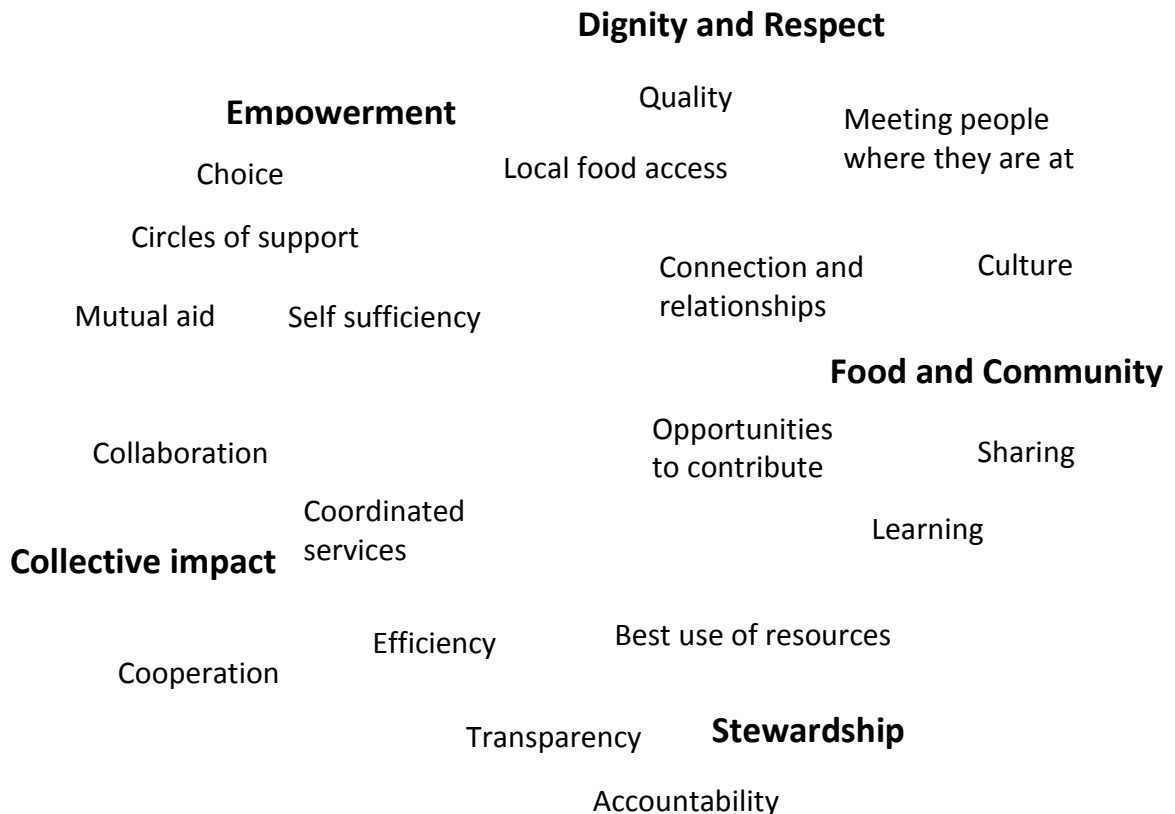 Dignity and Respect
Quality
Empowerment
Meeting people
where they are at
Local food access
Choice
Circles of support
Connection and
relationships
Culture
Mutual aid
Self sufficiency
Food and Community
Opportunities
to contribute
Collaboration
Sharing
Coordinated
services
Learning
Collective impact
Efficiency
Best use of resources
Cooperation
Transparency
Stewardship
Accountability